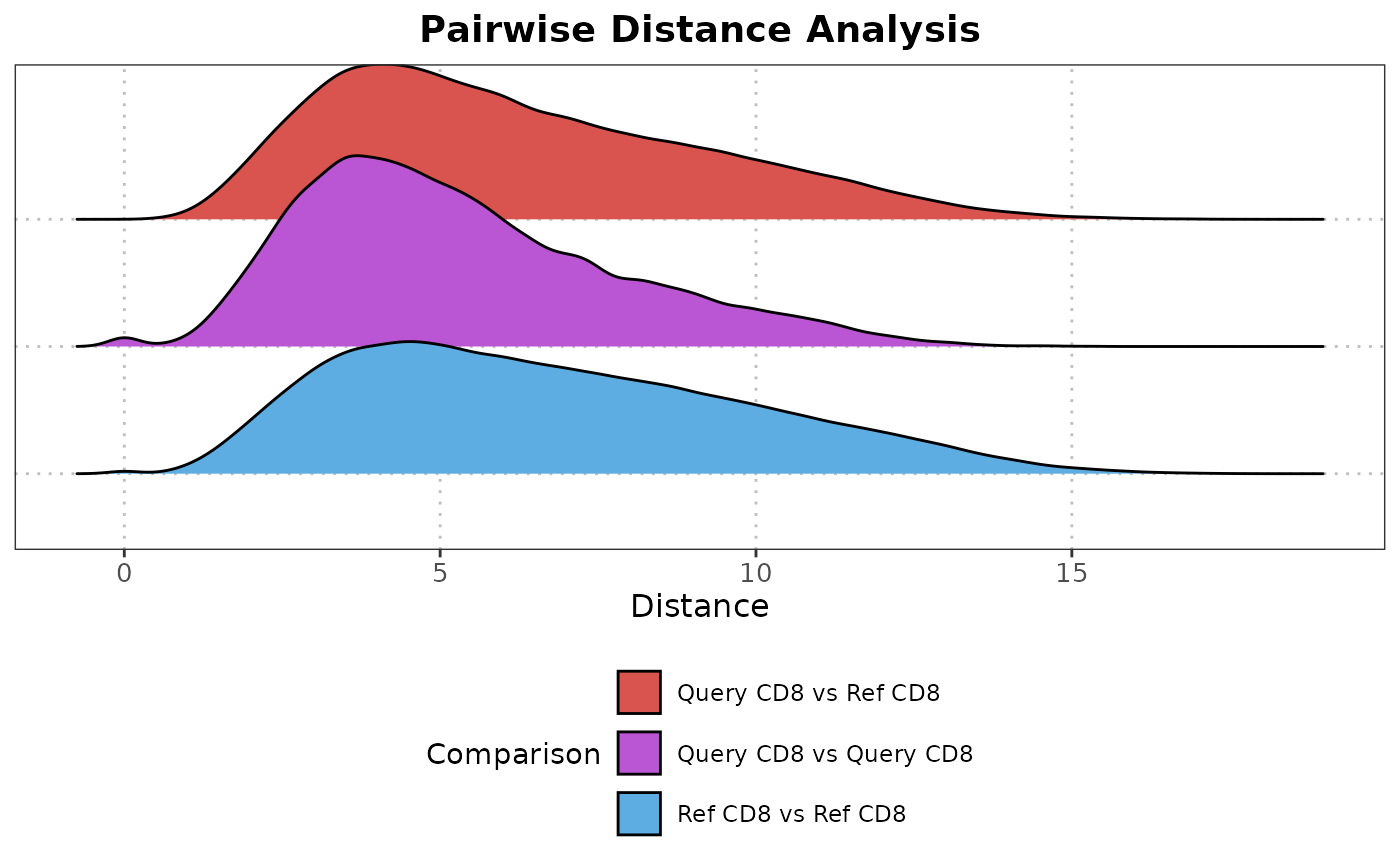 Pairwise Distance Analysis
0 5 10 15
Distance
Query CD8 vs Ref CD8
Comparison
Query CD8 vs Query CD8
Ref CD8 vs Ref CD8